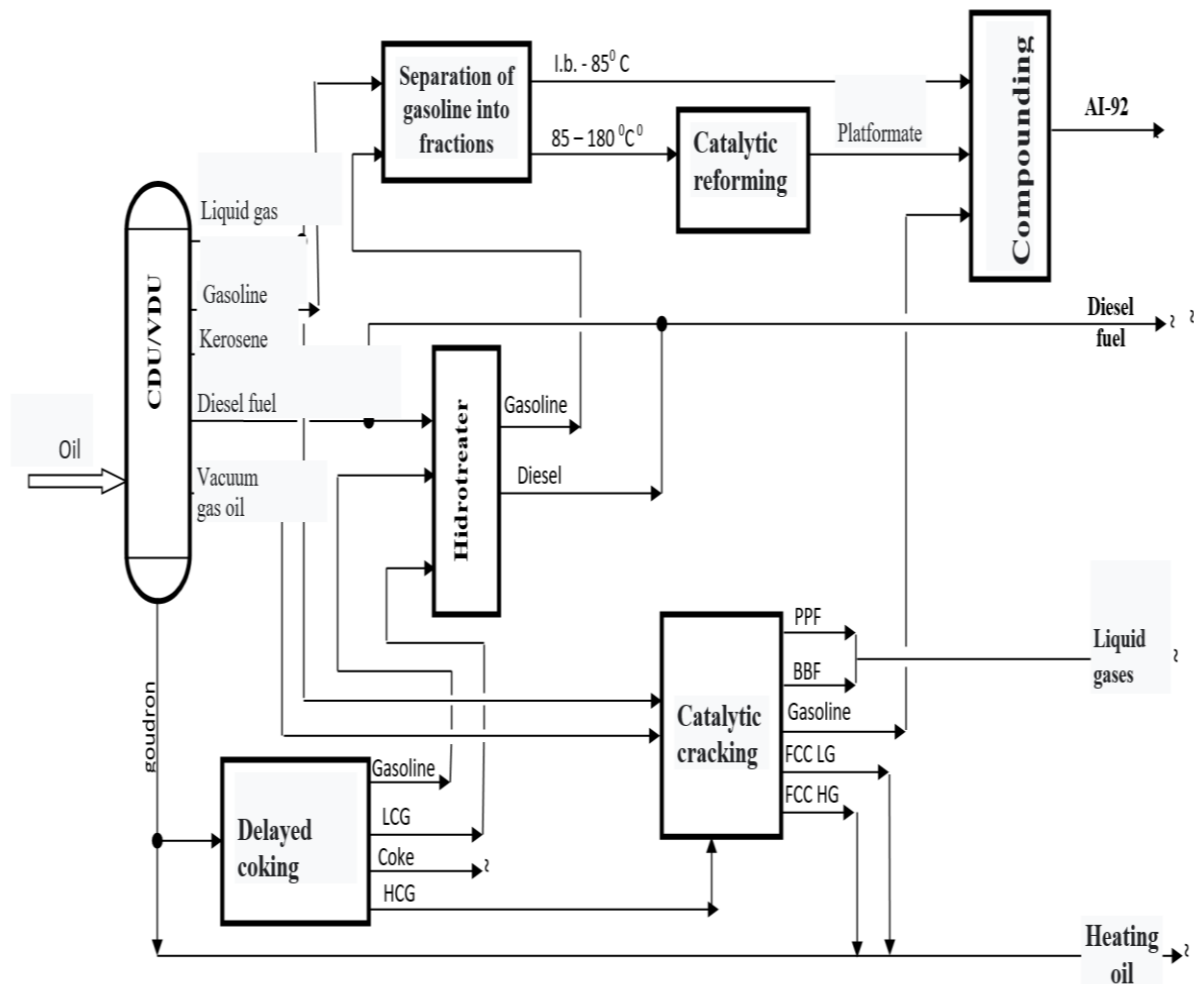 Separation of
gasoline into
fractions
I.b. - 85⁰ C
85 – 180 ⁰C⁰
Catalytic
reforming
Platformate
Compounding
AI-92
Liquid gas
Gasoline
Kerosene
Diesel fuel
Vacuum
gas oil
CDU/VDU
Oil
Hidrotreater
Gasoline
Diesel
Diesel
fuel
goudron
Delayed
coking
Gasoline
LCG
Coke
HCG
Catalytic
cracking
PPF
BBF
Gasoline
FCC LG
FCC HG
Liquid
gases
Heating
oil